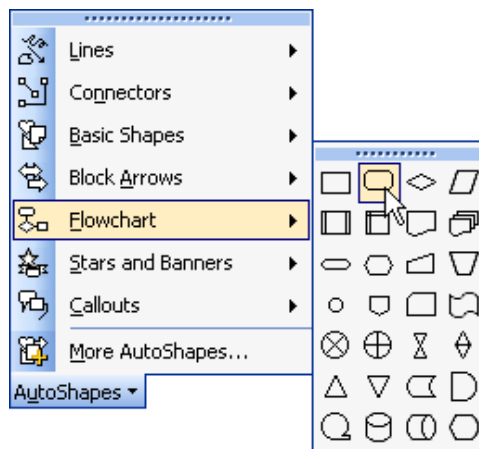 Lines
Connectors
Basic Shapes
Block Arrows
Flowchart
Stars and Banners
Callouts
More AutoShapes...
AutoShapes